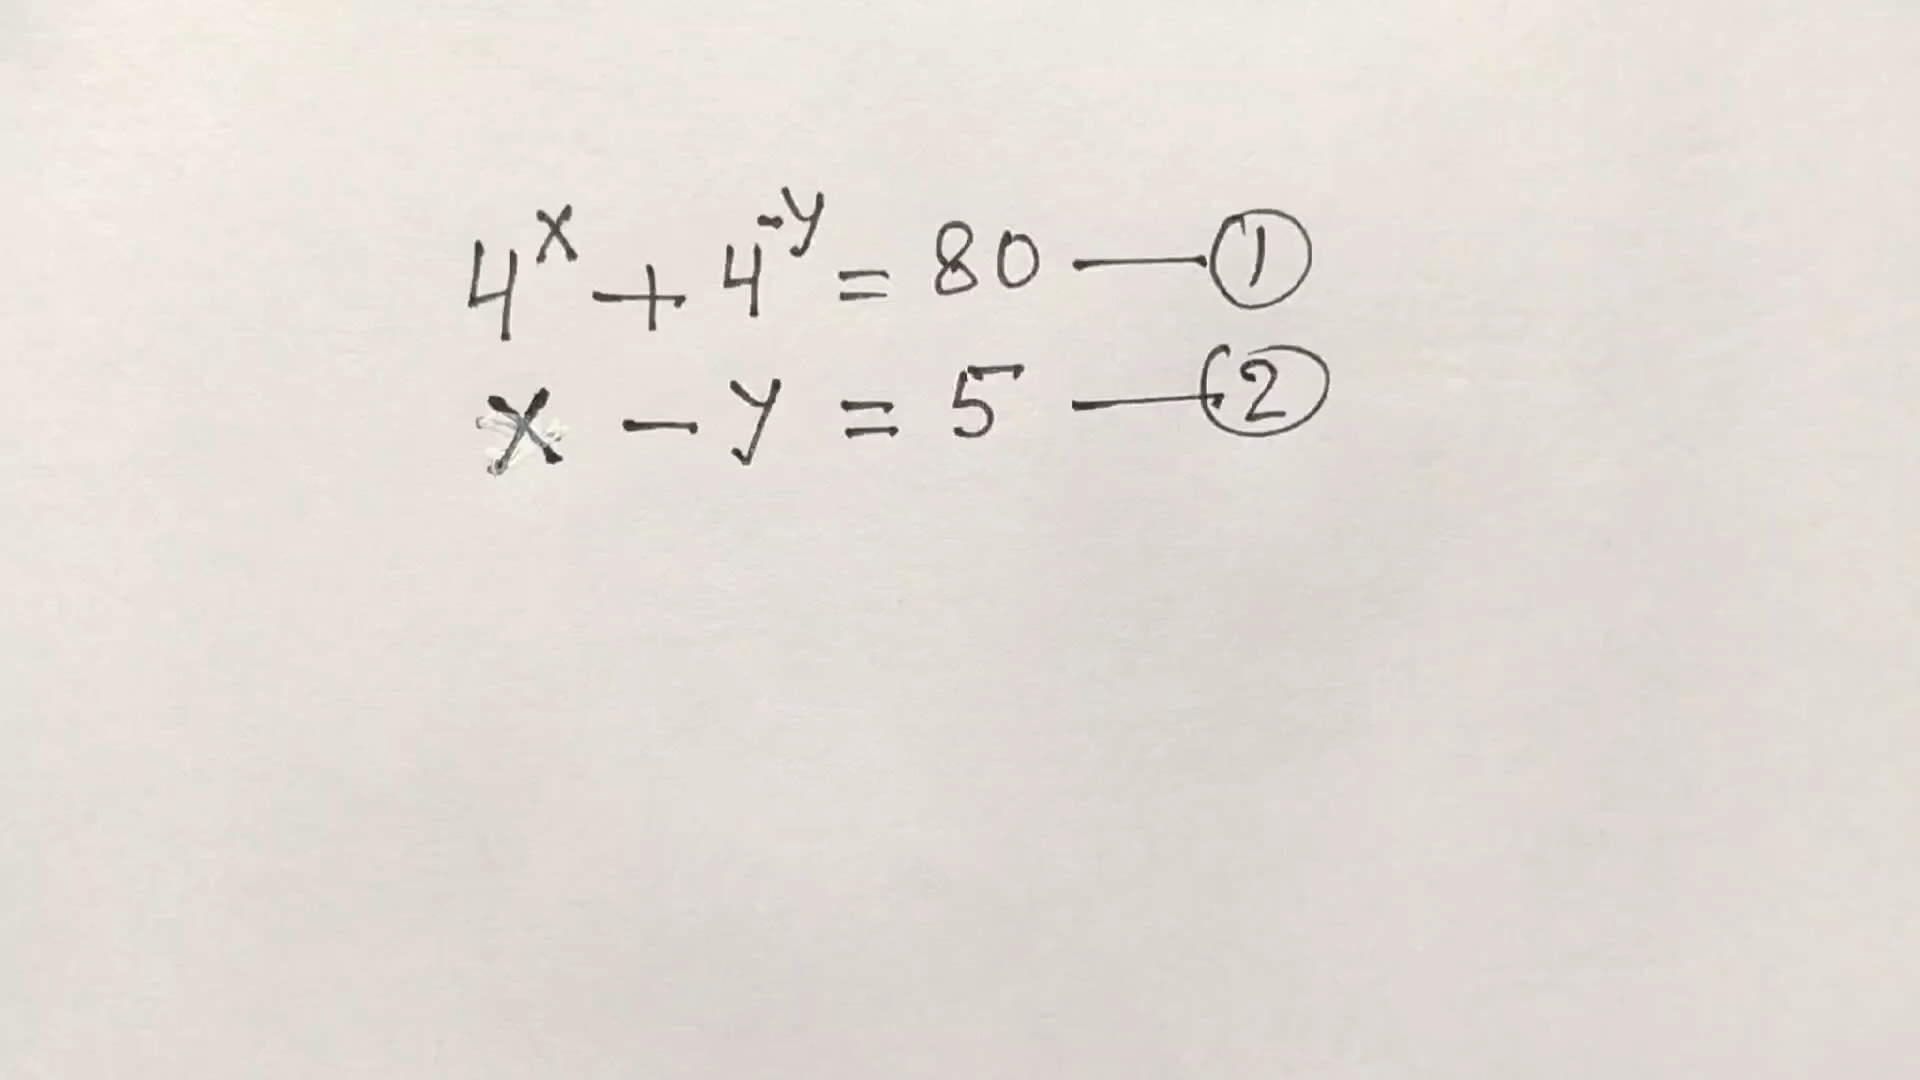 4^x + 4^-y = 80 — ①
x - y = 5 — ②